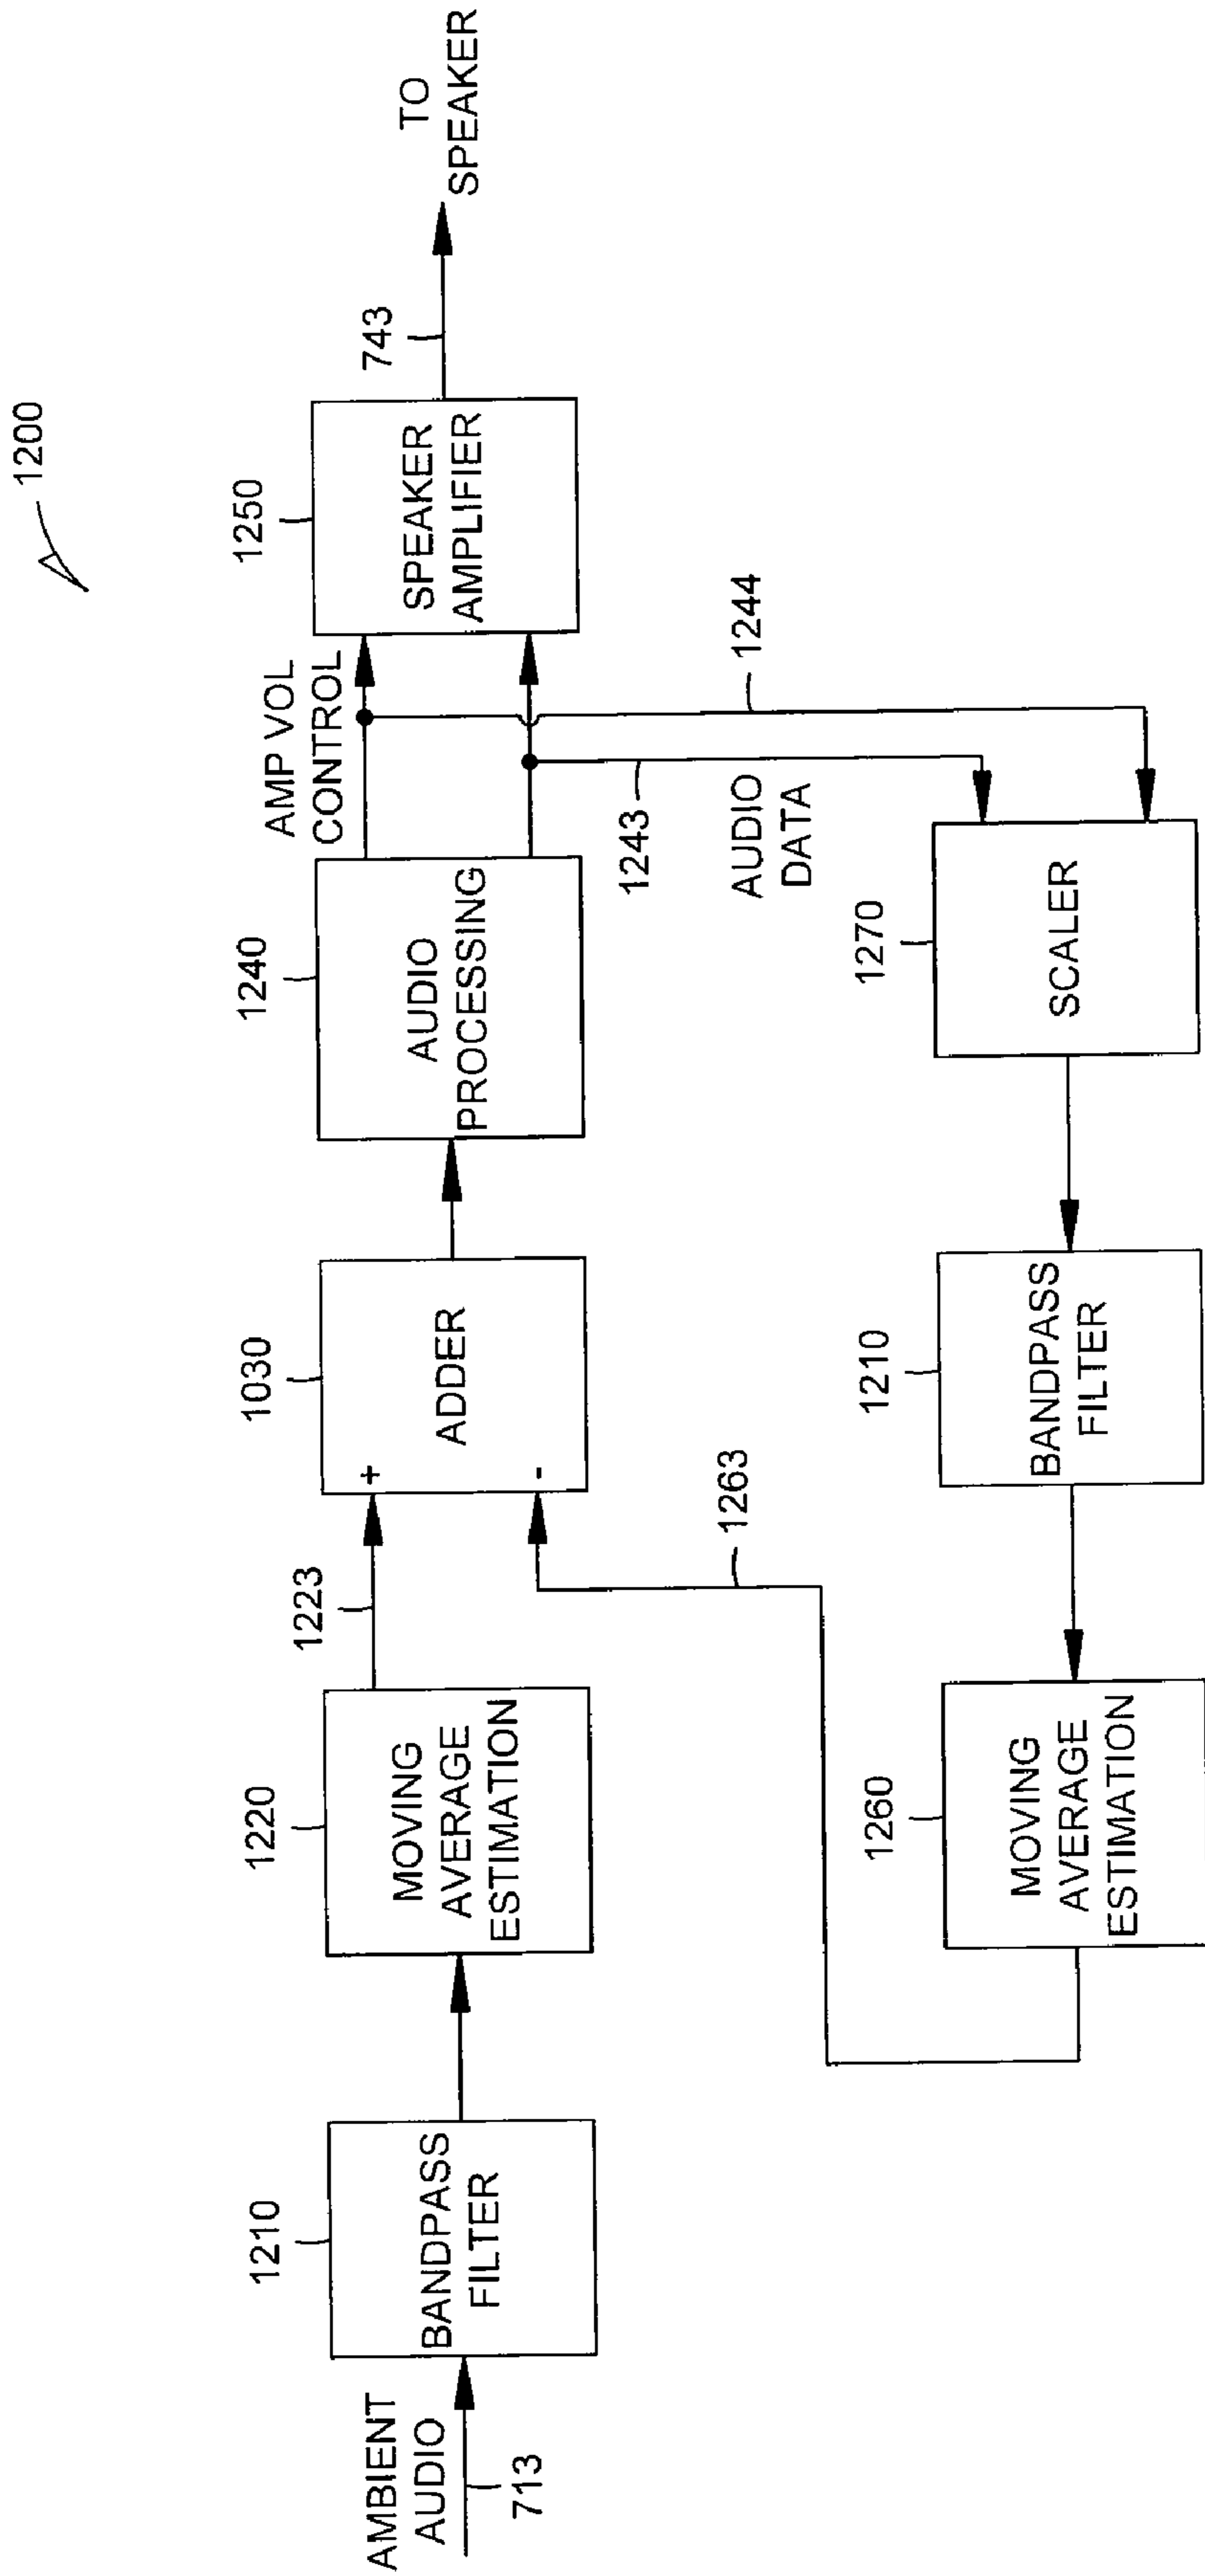 1200
AMBIENT
AUDIO
713
1210
BANDPASS
FILTER
1220
MOVING
AVERAGE
ESTIMATION
1223
1030
+
-
ADDER
1240
AUDIO
PROCESSING
AMP VOL
CONTROL
1250
SPEAKER
AMPLIFIER
743
TO
SPEAKER
1263
1243
AUDIO
DATA
1244
1260
MOVING
AVERAGE
ESTIMATION
1210
BANDPASS
FILTER
1270
SCALER